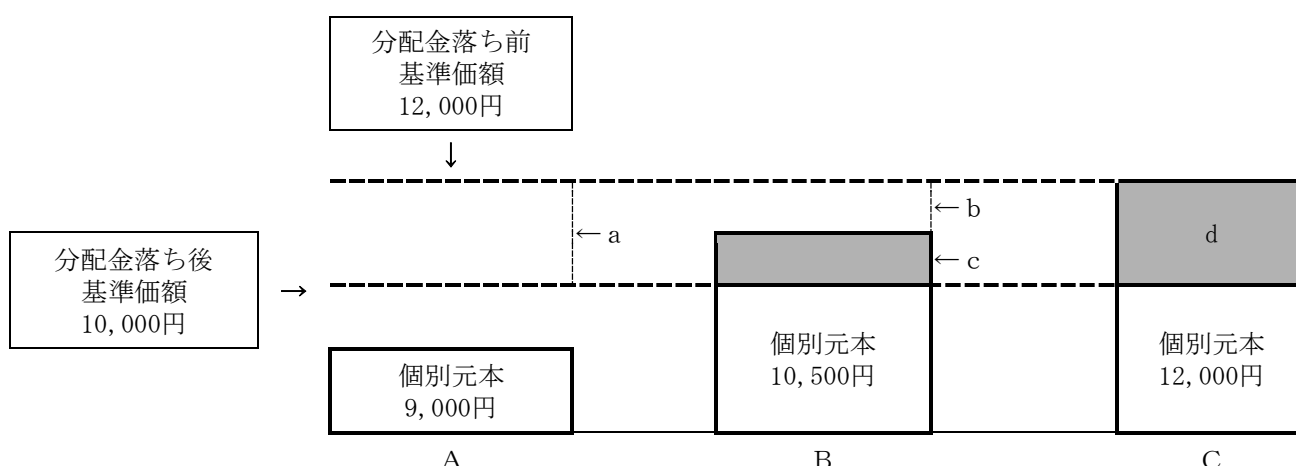 分配金落ち前
基準価額
12,000円
↓
← b
← a
d
分配金落ち後
基準価額
10,000円
→
← c
個別元本
9,000円
個別元本
10,500円
個別元本
12,000円
A
B
C